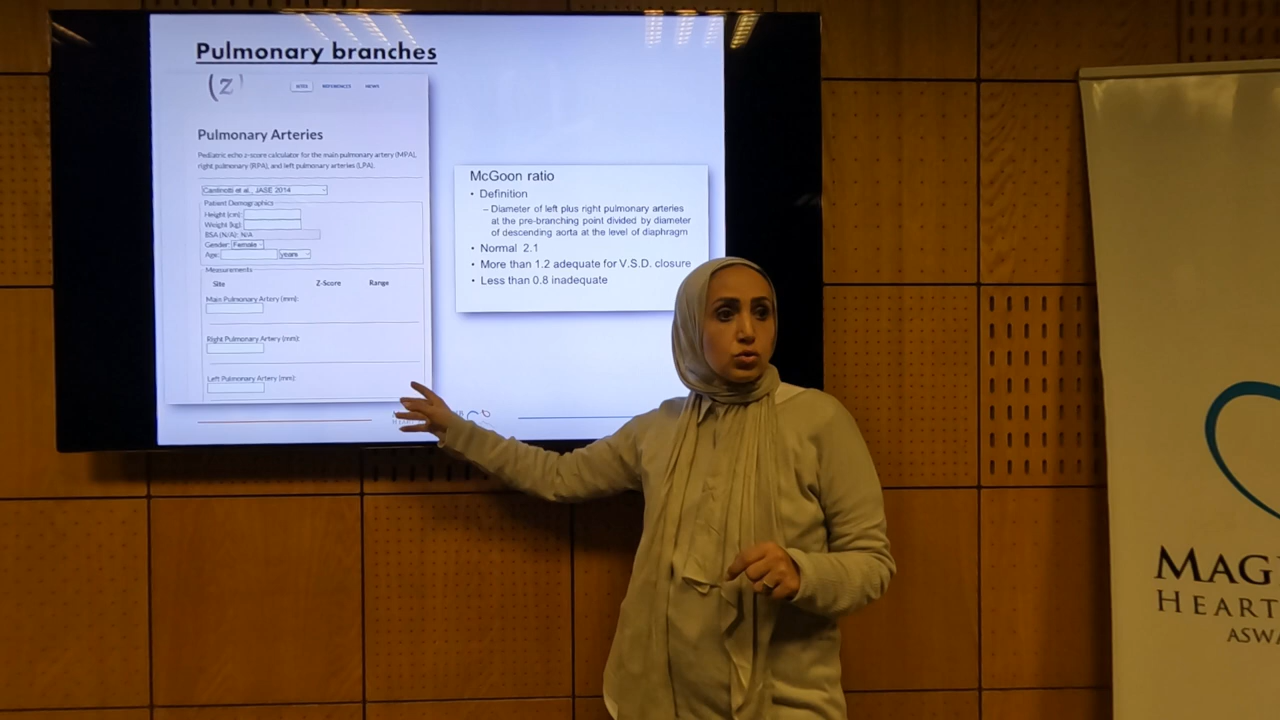 Pulmonary branches
(z)
SITES REFERENCES NEWS
Pulmonary Arteries
Pediatric echo z-score calculator for the main pulmonary artery (MPA),
right pulmonary (RPA), and left pulmonary arteries (LPA).
Cantinotti et al., JASE 2014
Patient Demographics
Height (cm):
Weight (kg):
BSA (N/A): N/A
Gender: Female
Age: years
Measurements
Site Z-Score Range
Main Pulmonary Artery (mm):
Right Pulmonary Artery (mm):
Left Pulmonary Artery (mm):
McGoon ratio
• Definition
– Diameter of left plus right pulmonary arteries
at the pre-branching point divided by diameter
of descending aorta at the level of diaphragm
• Normal 2.1
• More than 1.2 adequate for V.S.D. closure
• Less than 0.8 inadequate
MAG
HEART
ASWA